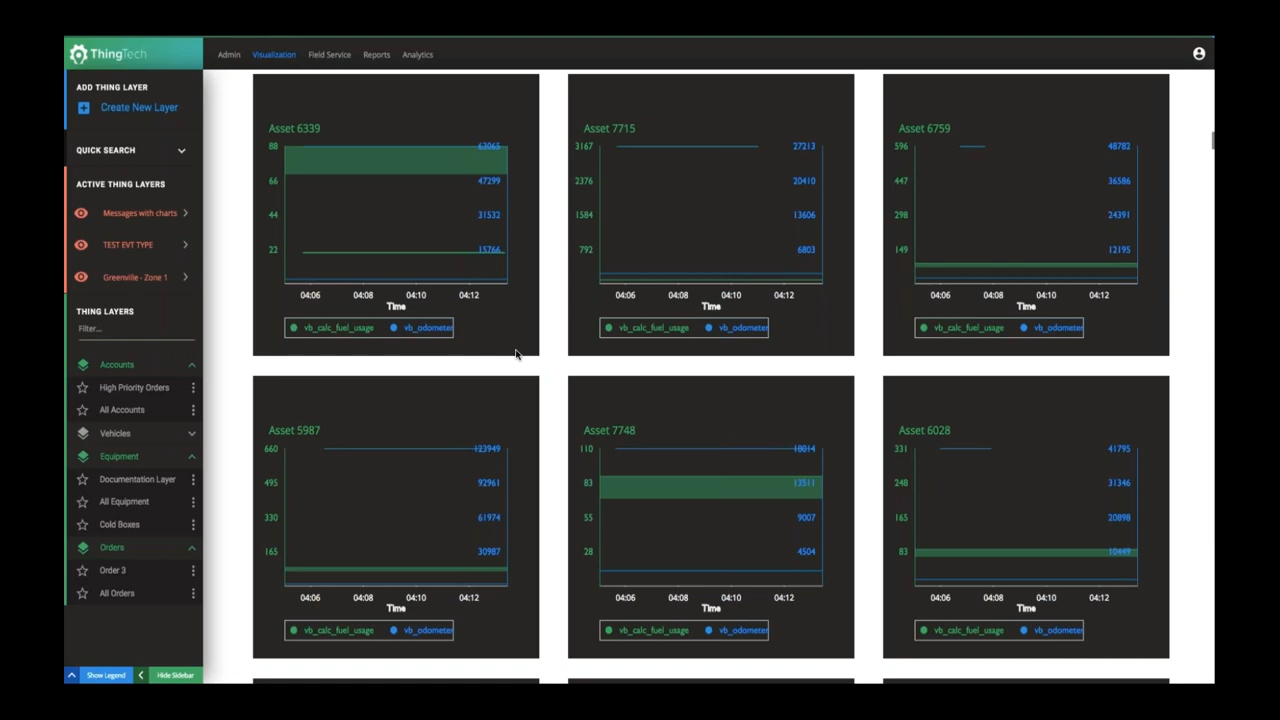 ThingTech
Admin Visualization Field Service Reports Analytics
ADD THING LAYER
Create New Layer
QUICK SEARCH
ACTIVE THING LAYERS
Messages with charts
TEST EVT TYPE
Greenville - Zone 1
THING LAYERS
Filter...
Accounts
High Priority Orders
All Accounts
Vehicles
Equipment
Documentation Layer
All Equipment
Cold Boxes
Orders
Order 3
All Orders
Show Legend
Hide Sidebar
Asset 6339
88 63065
66 47299
44 31532
22 15766
04:06 04:08 04:10 04:12
Time
vb_calc_fuel_usage vb_odometer
Asset 7715
3167 27213
2376 20410
1584 13606
792 6803
04:06 04:08 04:10 04:12
Time
vb_calc_fuel_usage vb_odometer
Asset 6759
596 48782
447 36586
298 24391
149 12195
04:06 04:08 04:10 04:12
Time
vb_calc_fuel_usage vb_odometer
Asset 5987
660 123949
495 92961
330 61974
165 30987
04:06 04:08 04:10 04:12
Time
vb_calc_fuel_usage vb_odometer
Asset 7748
110 18014
83 13511
55 9007
28 4504
04:06 04:08 04:10 04:12
Time
vb_calc_fuel_usage vb_odometer
Asset 6028
331 41795
248 31346
165 20898
83 10449
04:06 04:08 04:10 04:12
Time
vb_calc_fuel_usage vb_odometer